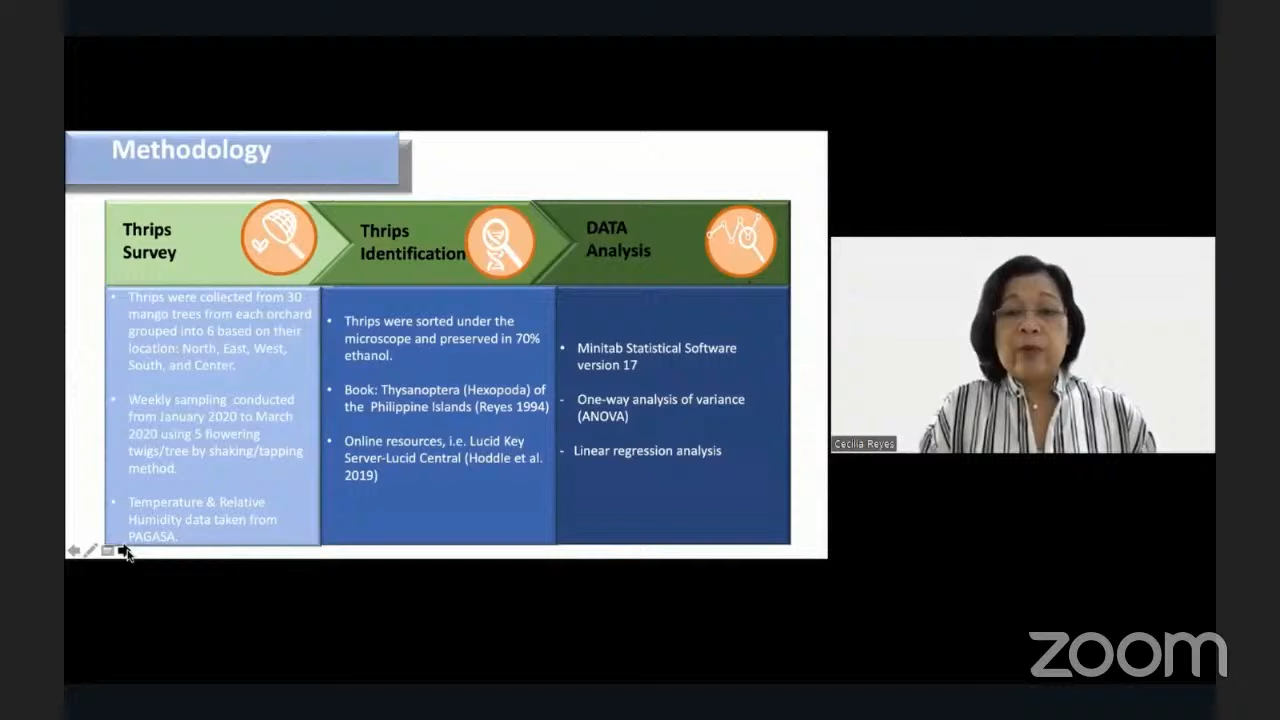 Methodology
Thrips
Survey
Thrips
Identification
DATA
Analysis
• Thrips were collected from 30
mango trees from each orchard
grouped into 6 based on their
location: North, East, West,
South, and Center.
• Weekly sampling conducted
from January 2020 to March
2020 using 5 flowering
twigs/tree by shaking/tapping
method.
• Temperature & Relative
Humidity data taken from
PAGASA.
• Thrips were sorted under the
microscope and preserved in 70%
ethanol.
• Book: Thysanoptera (Hexopoda) of
the Philippine Islands (Reyes 1994)
• Online resources, i.e. Lucid Key
Server-Lucid Central (Hoddle et al.
2019)
• Minitab Statistical Software
version 17
- One-way analysis of variance
(ANOVA)
- Linear regression analysis
Cecilia Reyes
zoom